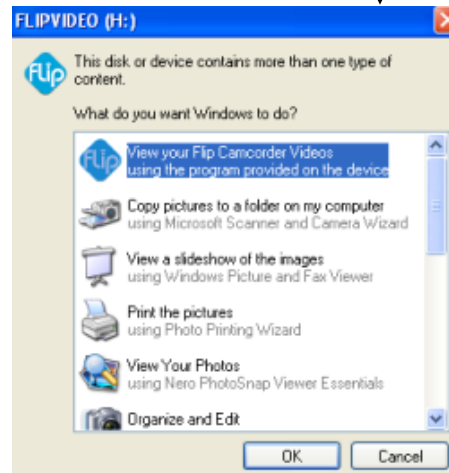 FLIPVIDEO (H:)
flip
This disk or device contains more than one type of
content.
What do you want Windows to do?
flip
View your Flip Camcorder Videos
using the program provided on the device
Copy pictures to a folder on my computer
using Microsoft Scanner and Camera Wizard
View a slideshow of the images
using Windows Picture and Fax Viewer
Print the pictures
using Photo Printing Wizard
View Your Photos
using Nero PhotoSnap Viewer Essentials
Organize and Edit
OK Cancel